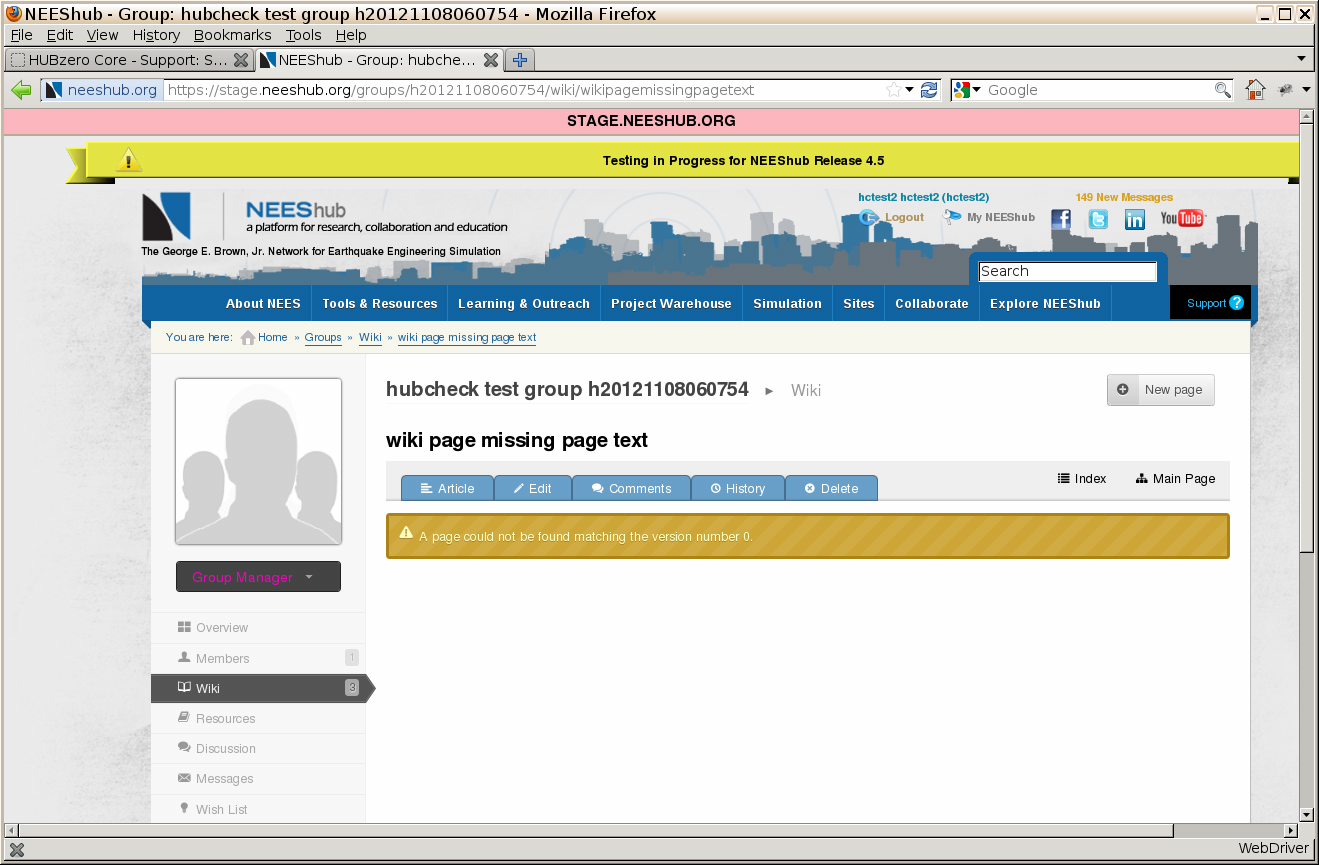 NEEShub - Group: hubcheck test group h20121108060754 - Mozilla Firefox
File Edit View History Bookmarks Tools Help
HUBzero Core - Support: S... NEEShub - Group: hubche...
neeshub.org https://stage.neeshub.org/groups/h20121108060754/wiki/wikipagemissingpagetext Google
STAGE.NEESHUB.ORG
Testing in Progress for NEEShub Release 4.5
hctest2 hctest2 (hctest2) 149 New Messages
Logout My NEEShub You Tube
NEEShub
a platform for research, collaboration and education
The George E. Brown, Jr. Network for Earthquake Engineering Simulation
Search
About NEES Tools & Resources Learning & Outreach Project Warehouse Simulation Sites Collaborate Explore NEEShub Support ?
You are here: Home » Groups » Wiki » wiki page missing page text
hubcheck test group h20121108060754 ▸ Wiki New page
wiki page missing page text
Article Edit Comments History Delete Index Main Page
A page could not be found matching the version number 0.
Group Manager
Overview
Members 1
Wiki 3
Resources
Discussion
Messages
Wish List
WebDriver